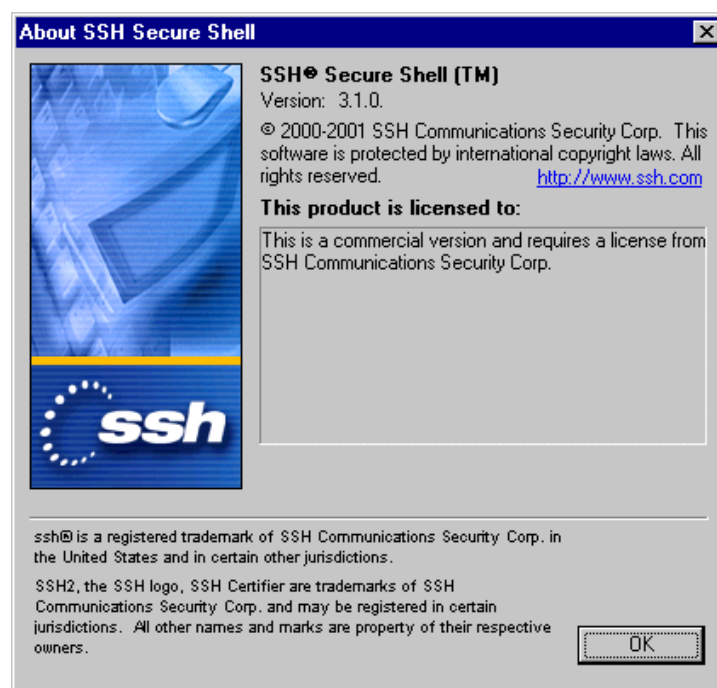 About SSH Secure Shell
SSH® Secure Shell (TM)
Version: 3.1.0.
© 2000-2001 SSH Communications Security Corp. This
software is protected by international copyright laws. All
rights reserved. http://www.ssh.com
This product is licensed to:
This is a commercial version and requires a license from
SSH Communications Security Corp.
ssh
ssh® is a registered trademark of SSH Communications Security Corp. in
the United States and in certain other jurisdictions.
SSH2, the SSH logo, SSH Certifier are trademarks of SSH
Communications Security Corp. and may be registered in certain
jurisdictions. All other names and marks are property of their respective
owners.
OK